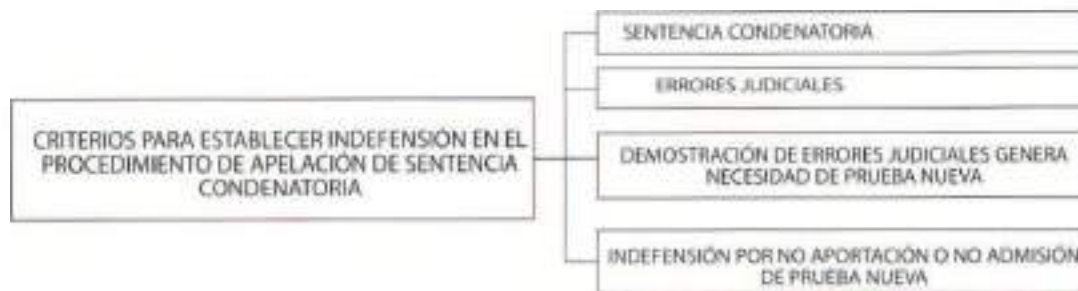 CRITERIOS PARA ESTABLECER INDEFENSIÓN EN EL
PROCEDIMIENTO DE APELACIÓN DE SENTENCIA
CONDENATORIA
SENTENCIA CONDENATORIA
ERRORES JUDICIALES
DEMOSTRACIÓN DE ERRORES JUDICIALES GENERA
NECESIDAD DE PRUEBA NUEVA
INDEFENSIÓN POR NO APORTACIÓN O NO ADMISIÓN
DE PRUEBA NUEVA